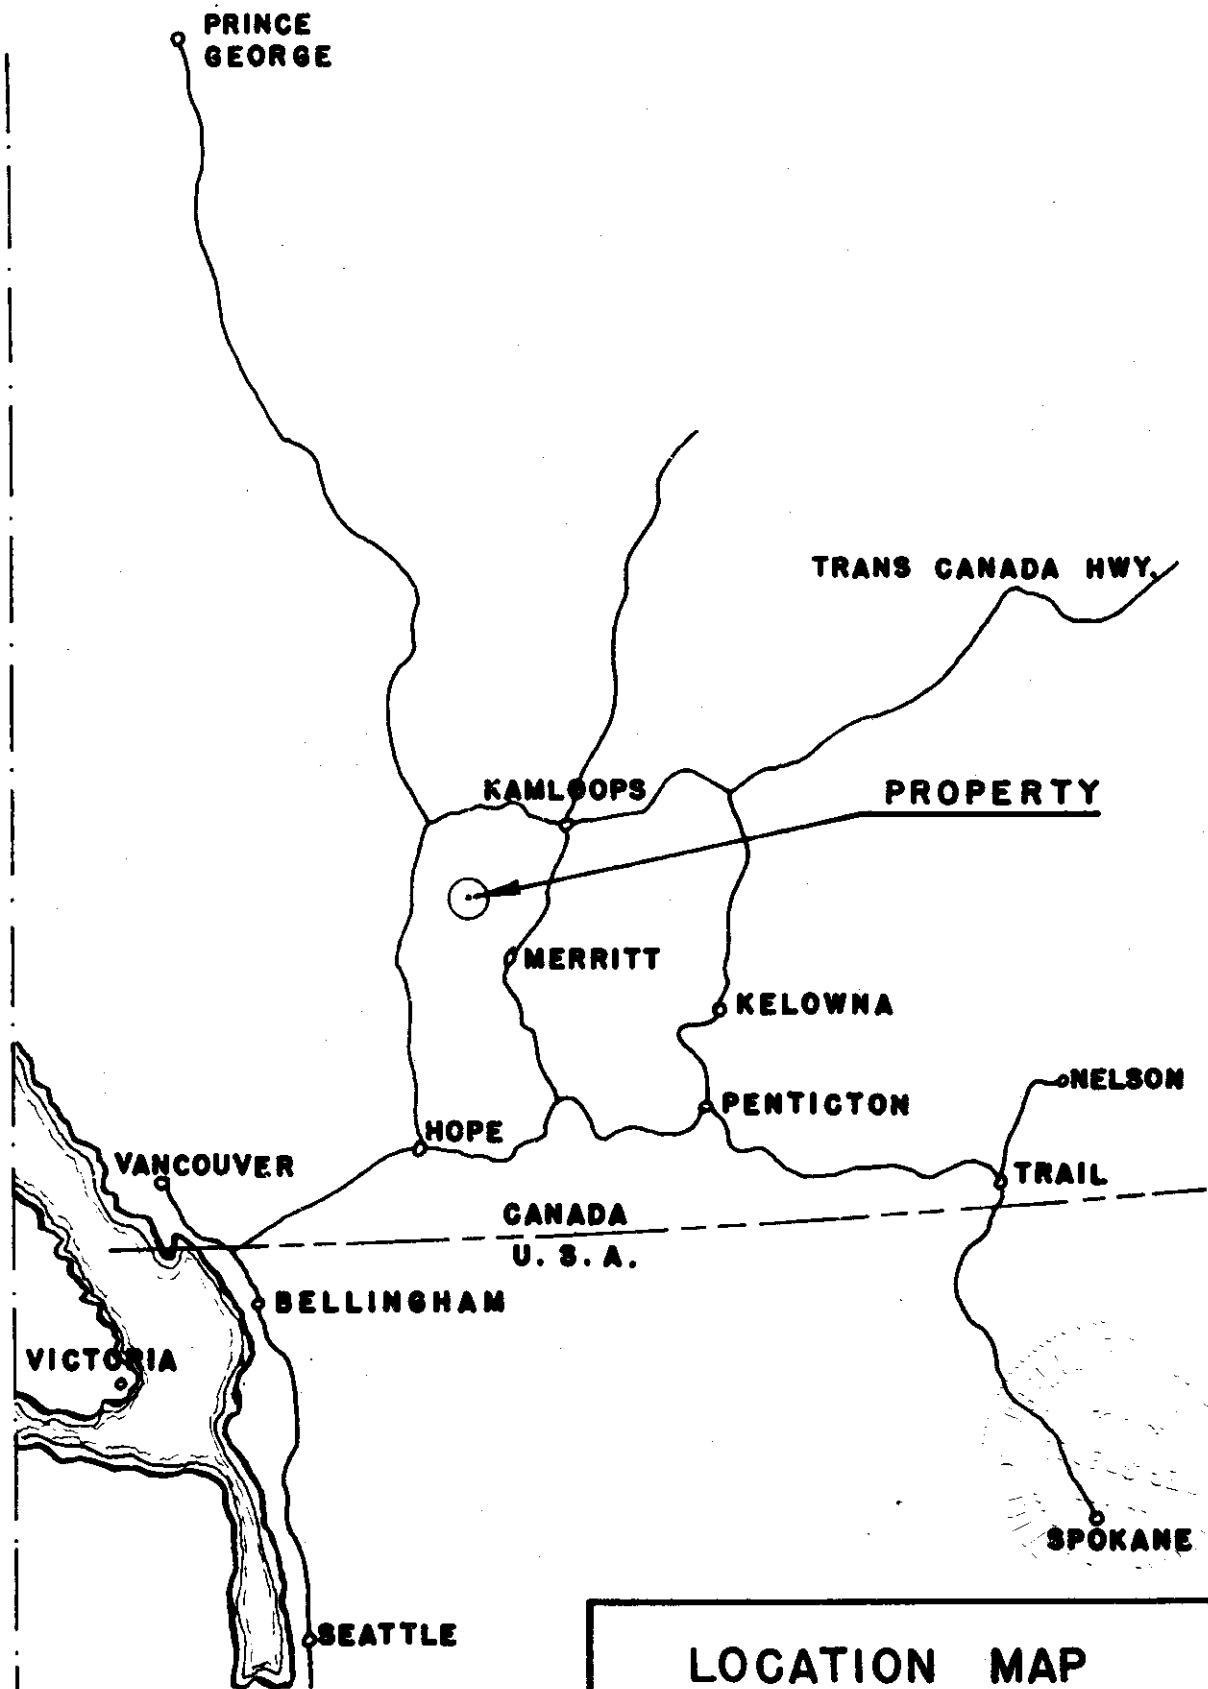 PRINCE
GEORGE
TRANS CANADA HWY.
KAMLOOPS
PROPERTY
MERRITT
KELOWNA
NELSON
PENTICTON
HOPE
VANCOUVER
TRAIL
CANADA
U. S. A.
BELLINGHAM
VICTORIA
SPOKANE
SEATTLE
LOCATION MAP